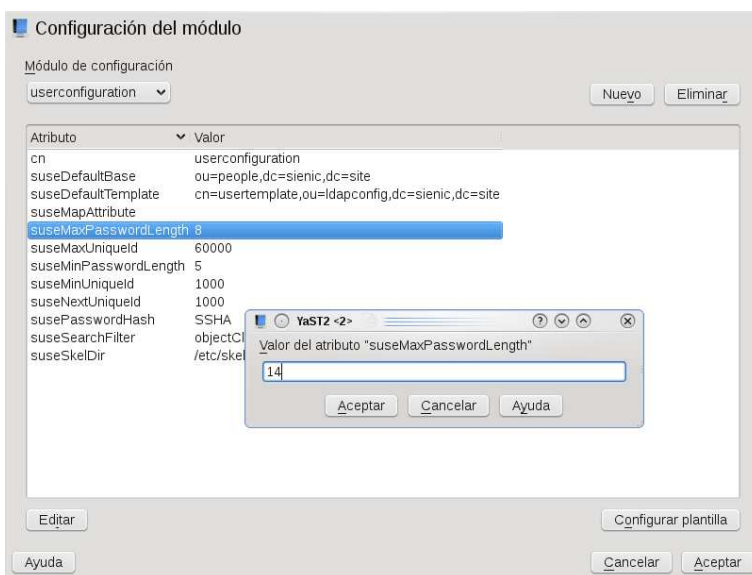 Configuración del módulo
Módulo de configuración
userconfiguration
Nuevo
Eliminar
Atributo Valor
cn userconfiguration
suseDefaultBase ou=people,dc=sienic,dc=site
suseDefaultTemplate cn=usertemplate,ou=ldapconfig,dc=sienic,dc=site
suseMapAttribute
suseMaxPasswordLength 8
suseMaxUniqueId 60000
suseMinPasswordLength 5
suseMinUniqueId 1000
suseNextUniqueId 1000
susePasswordHash SSHA
suseSearchFilter objectCl
suseSkelDir /etc/skel
YaST2 <2>
Valor del atributo "suseMaxPasswordLength"
14
Aceptar Cancelar Ayuda
Editar
Configurar plantilla
Ayuda
Cancelar
Aceptar